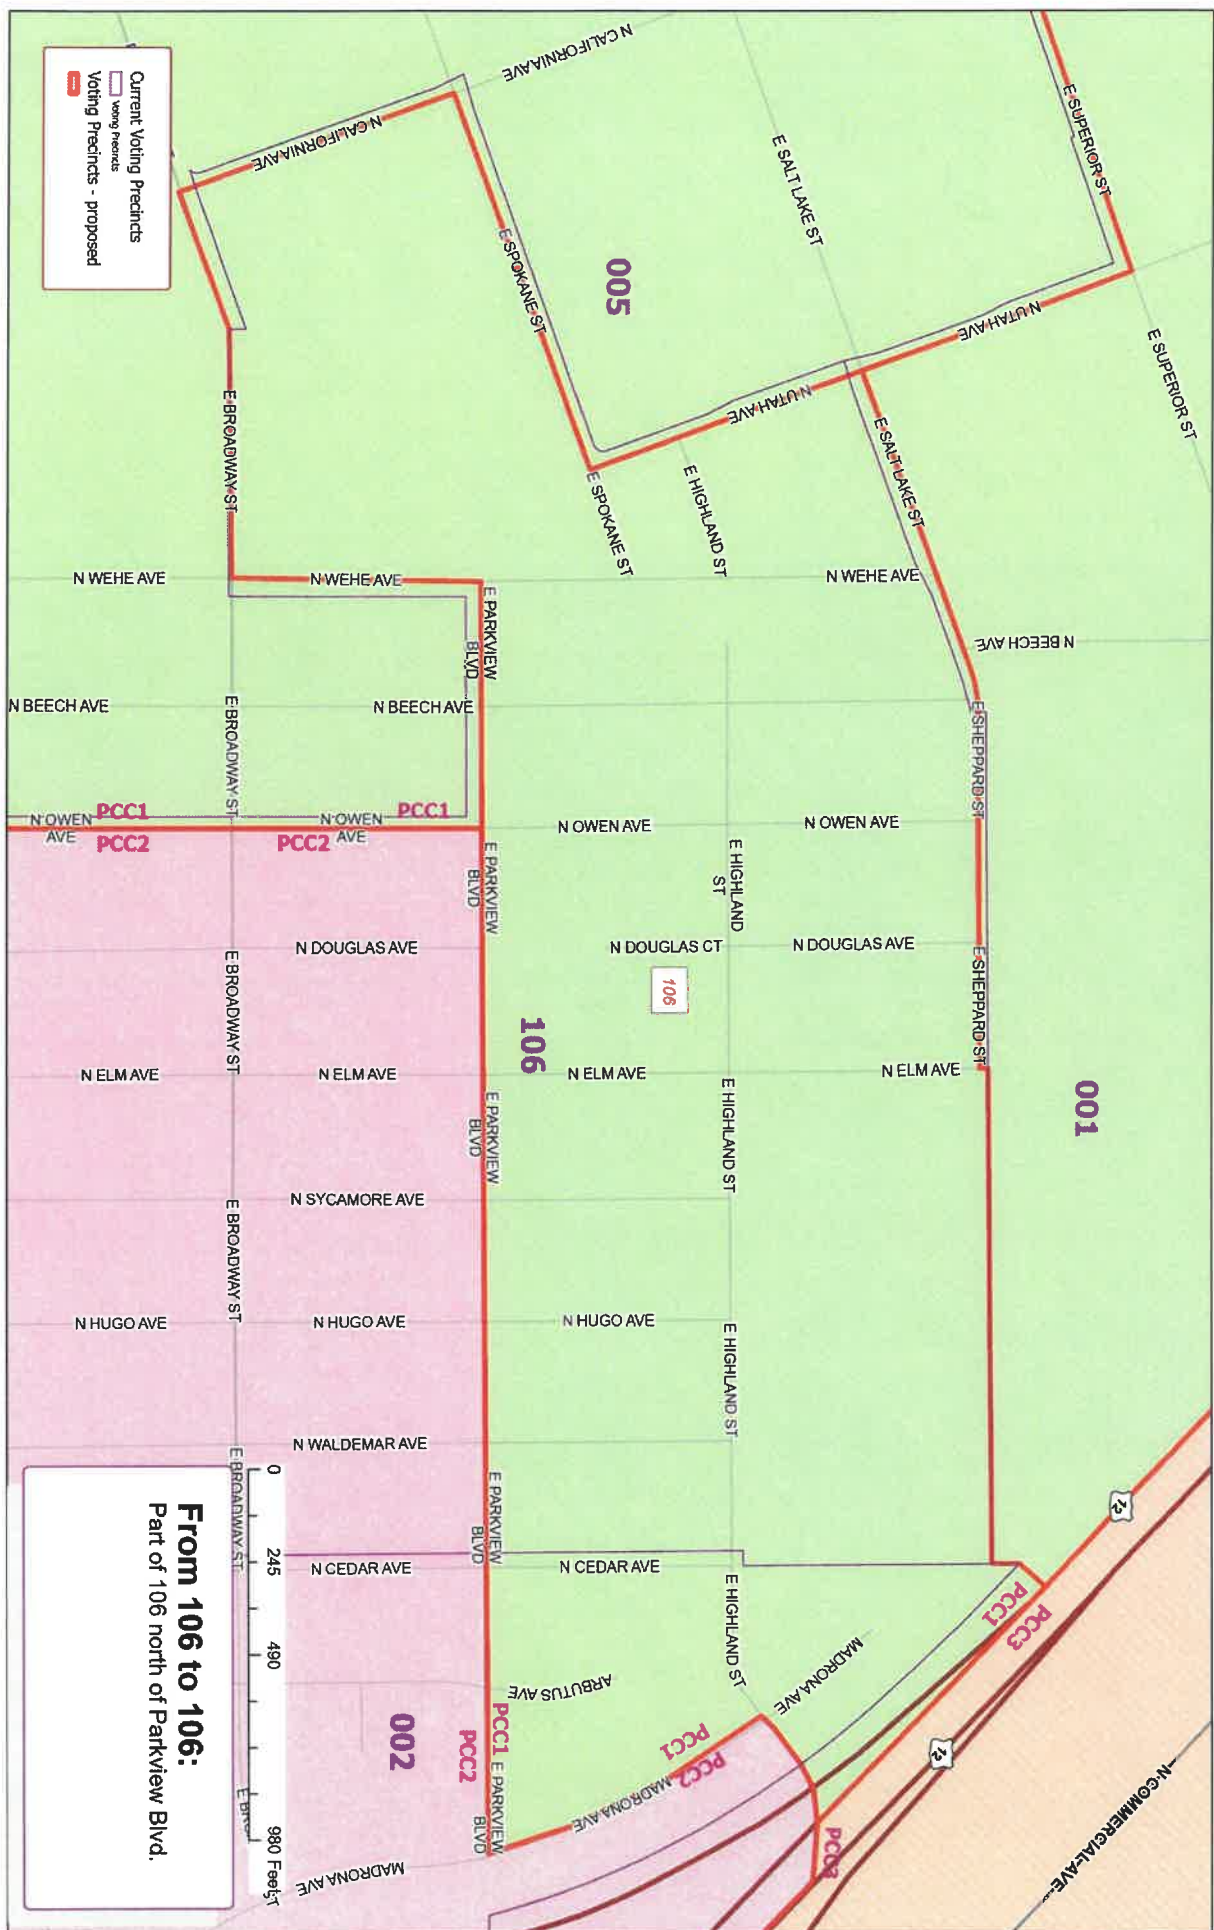 Current Voting Precincts
Voting Precincts
Voting Precincts - proposed
N CALIFORNIA AVE
N CALIFORNIA AVE
E SPOKANE ST
005
E SALT LAKE ST
E SUPERIOR ST
N UTAH AVE
E SUPERIOR ST
N UTAH AVE
E BROADWAY ST
E SPOKANE ST
E HIGHLAND ST
E SALT LAKE ST
N WEHE AVE
N WEHE AVE
N WEHE AVE
E PARKVIEW
BLVD
N BEECH AVE
N BEECH AVE
N BEECH AVE
E BROADWAY ST
E SHEPPARD ST
PCC1
PCC1
N OWEN
AVE
N OWEN
AVE
N OWEN AVE
N OWEN AVE
PCC2
PCC2
E PARKVIEW
BLVD
E HIGHLAND
ST
N DOUGLAS AVE
N DOUGLAS CT
N DOUGLAS AVE
E BROADWAY ST
106
106
E SHEPPARD ST
N ELM AVE
N ELM AVE
N ELM AVE
N ELM AVE
001
E PARKVIEW
BLVD
E HIGHLAND ST
N SYCAMORE AVE
E BROADWAY ST
N HUGO AVE
N HUGO AVE
N HUGO AVE
E HIGHLAND ST
N WALDEMAR AVE
E BROADWAY ST
E PARKVIEW
BLVD
N CEDAR AVE
N CEDAR AVE
E HIGHLAND ST
12
PCC1
PCC3
MADRONA AVE
ARBUTUS AVE
PCC1
PCC2
002
PCC1
PCC2
E PARKVIEW
BLVD
MADRONA AVE
PCC3
12
N COMMERCIAL AVE
MADRONA AVE
0 245 490 980 Feet
From 106 to 106:
Part of 106 north of Parkview Blvd.